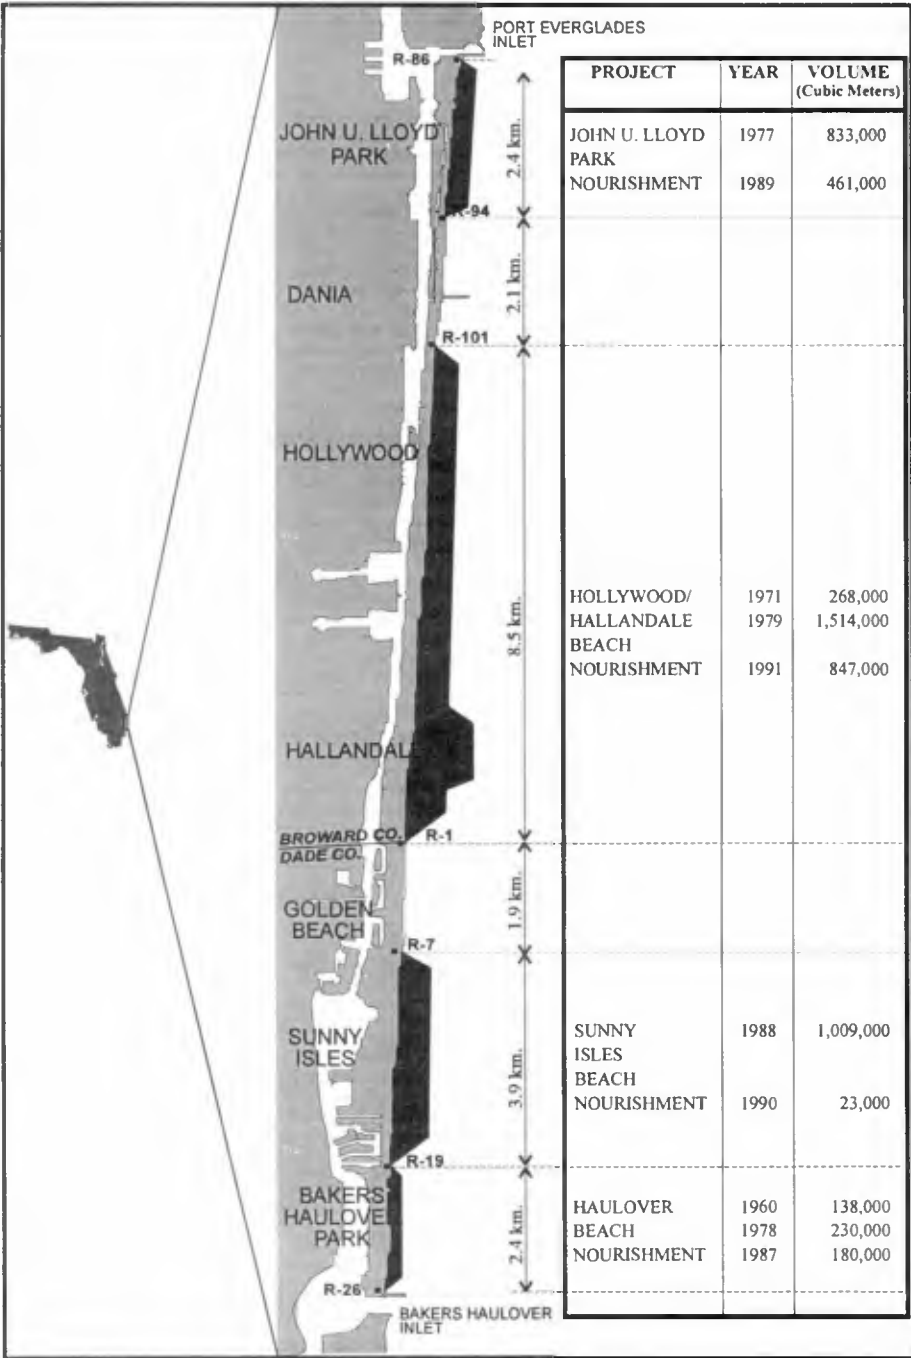 PORT EVERGLADES
INLET
R-86
JOHN U. LLOYD
PARK
2.4 km.
R-94
DANIA
2.1 km.
R-101
HOLLYWOOD
8.5 km.
HALLANDALE
BROWARD CO.
R-1
DADE CO.
GOLDEN
BEACH
1.9 km.
R-7
SUNNY
ISLES
3.9 km.
R-19
BAKERS
HAULOVER
PARK
2.4 km.
R-26
BAKERS HAULOVER
INLET
PROJECT YEAR VOLUME
(Cubic Meters)
JOHN U. LLOYD 1977 833,000
PARK
NOURISHMENT 1989 461,000
HOLLYWOOD/ 1971 268,000
HALLANDALE 1979 1,514,000
BEACH
NOURISHMENT 1991 847,000
SUNNY 1988 1,009,000
ISLES
BEACH
NOURISHMENT 1990 23,000
HAULOVER 1960 138,000
BEACH 1978 230,000
NOURISHMENT 1987 180,000